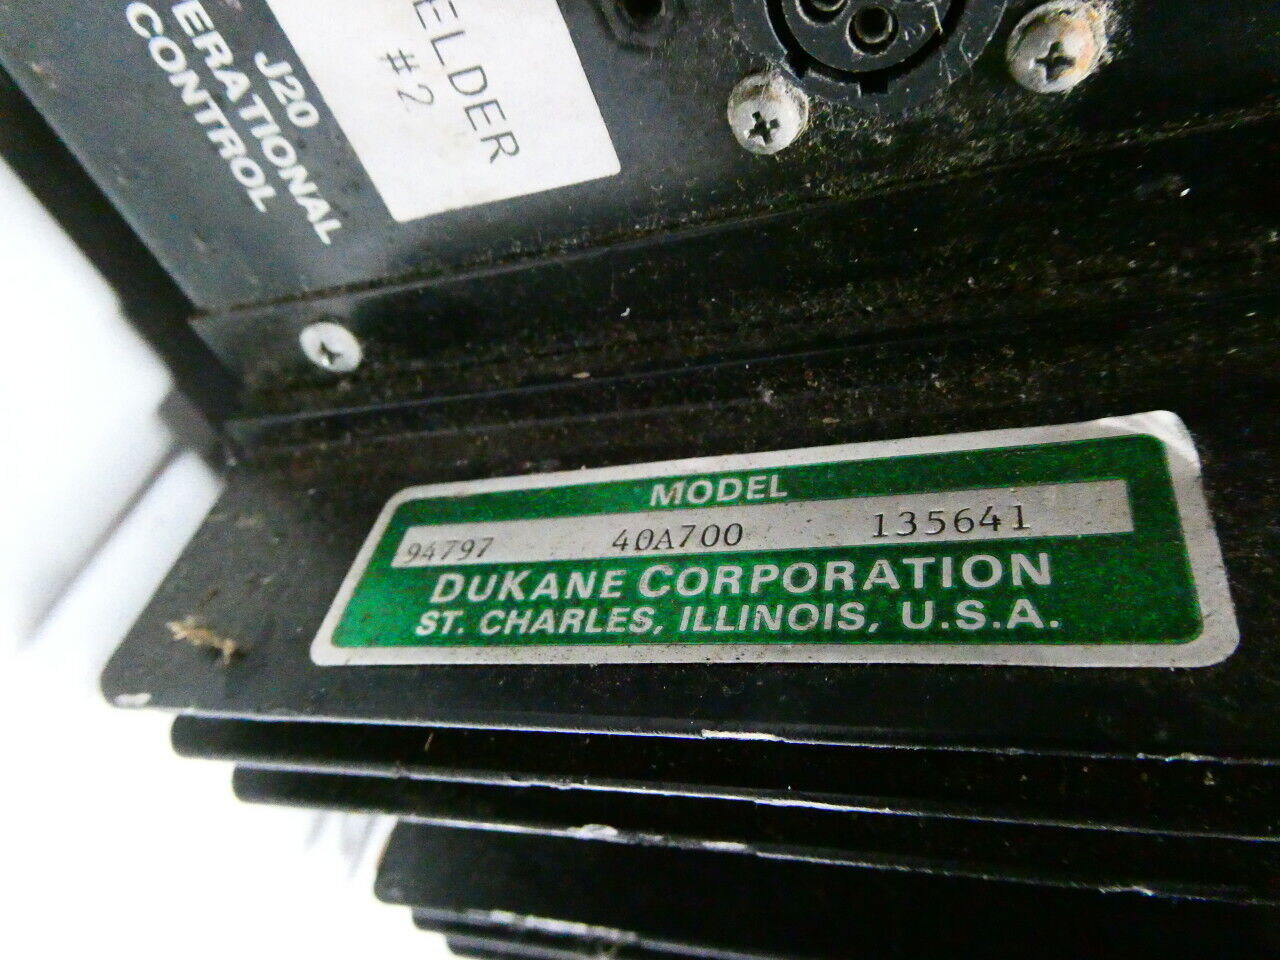 J20
ERATIONAL
CONTROL
ELDER
#2
MODEL
94797 40A700 135641
DUKANE CORPORATION
ST. CHARLES, ILLINOIS, U.S.A.